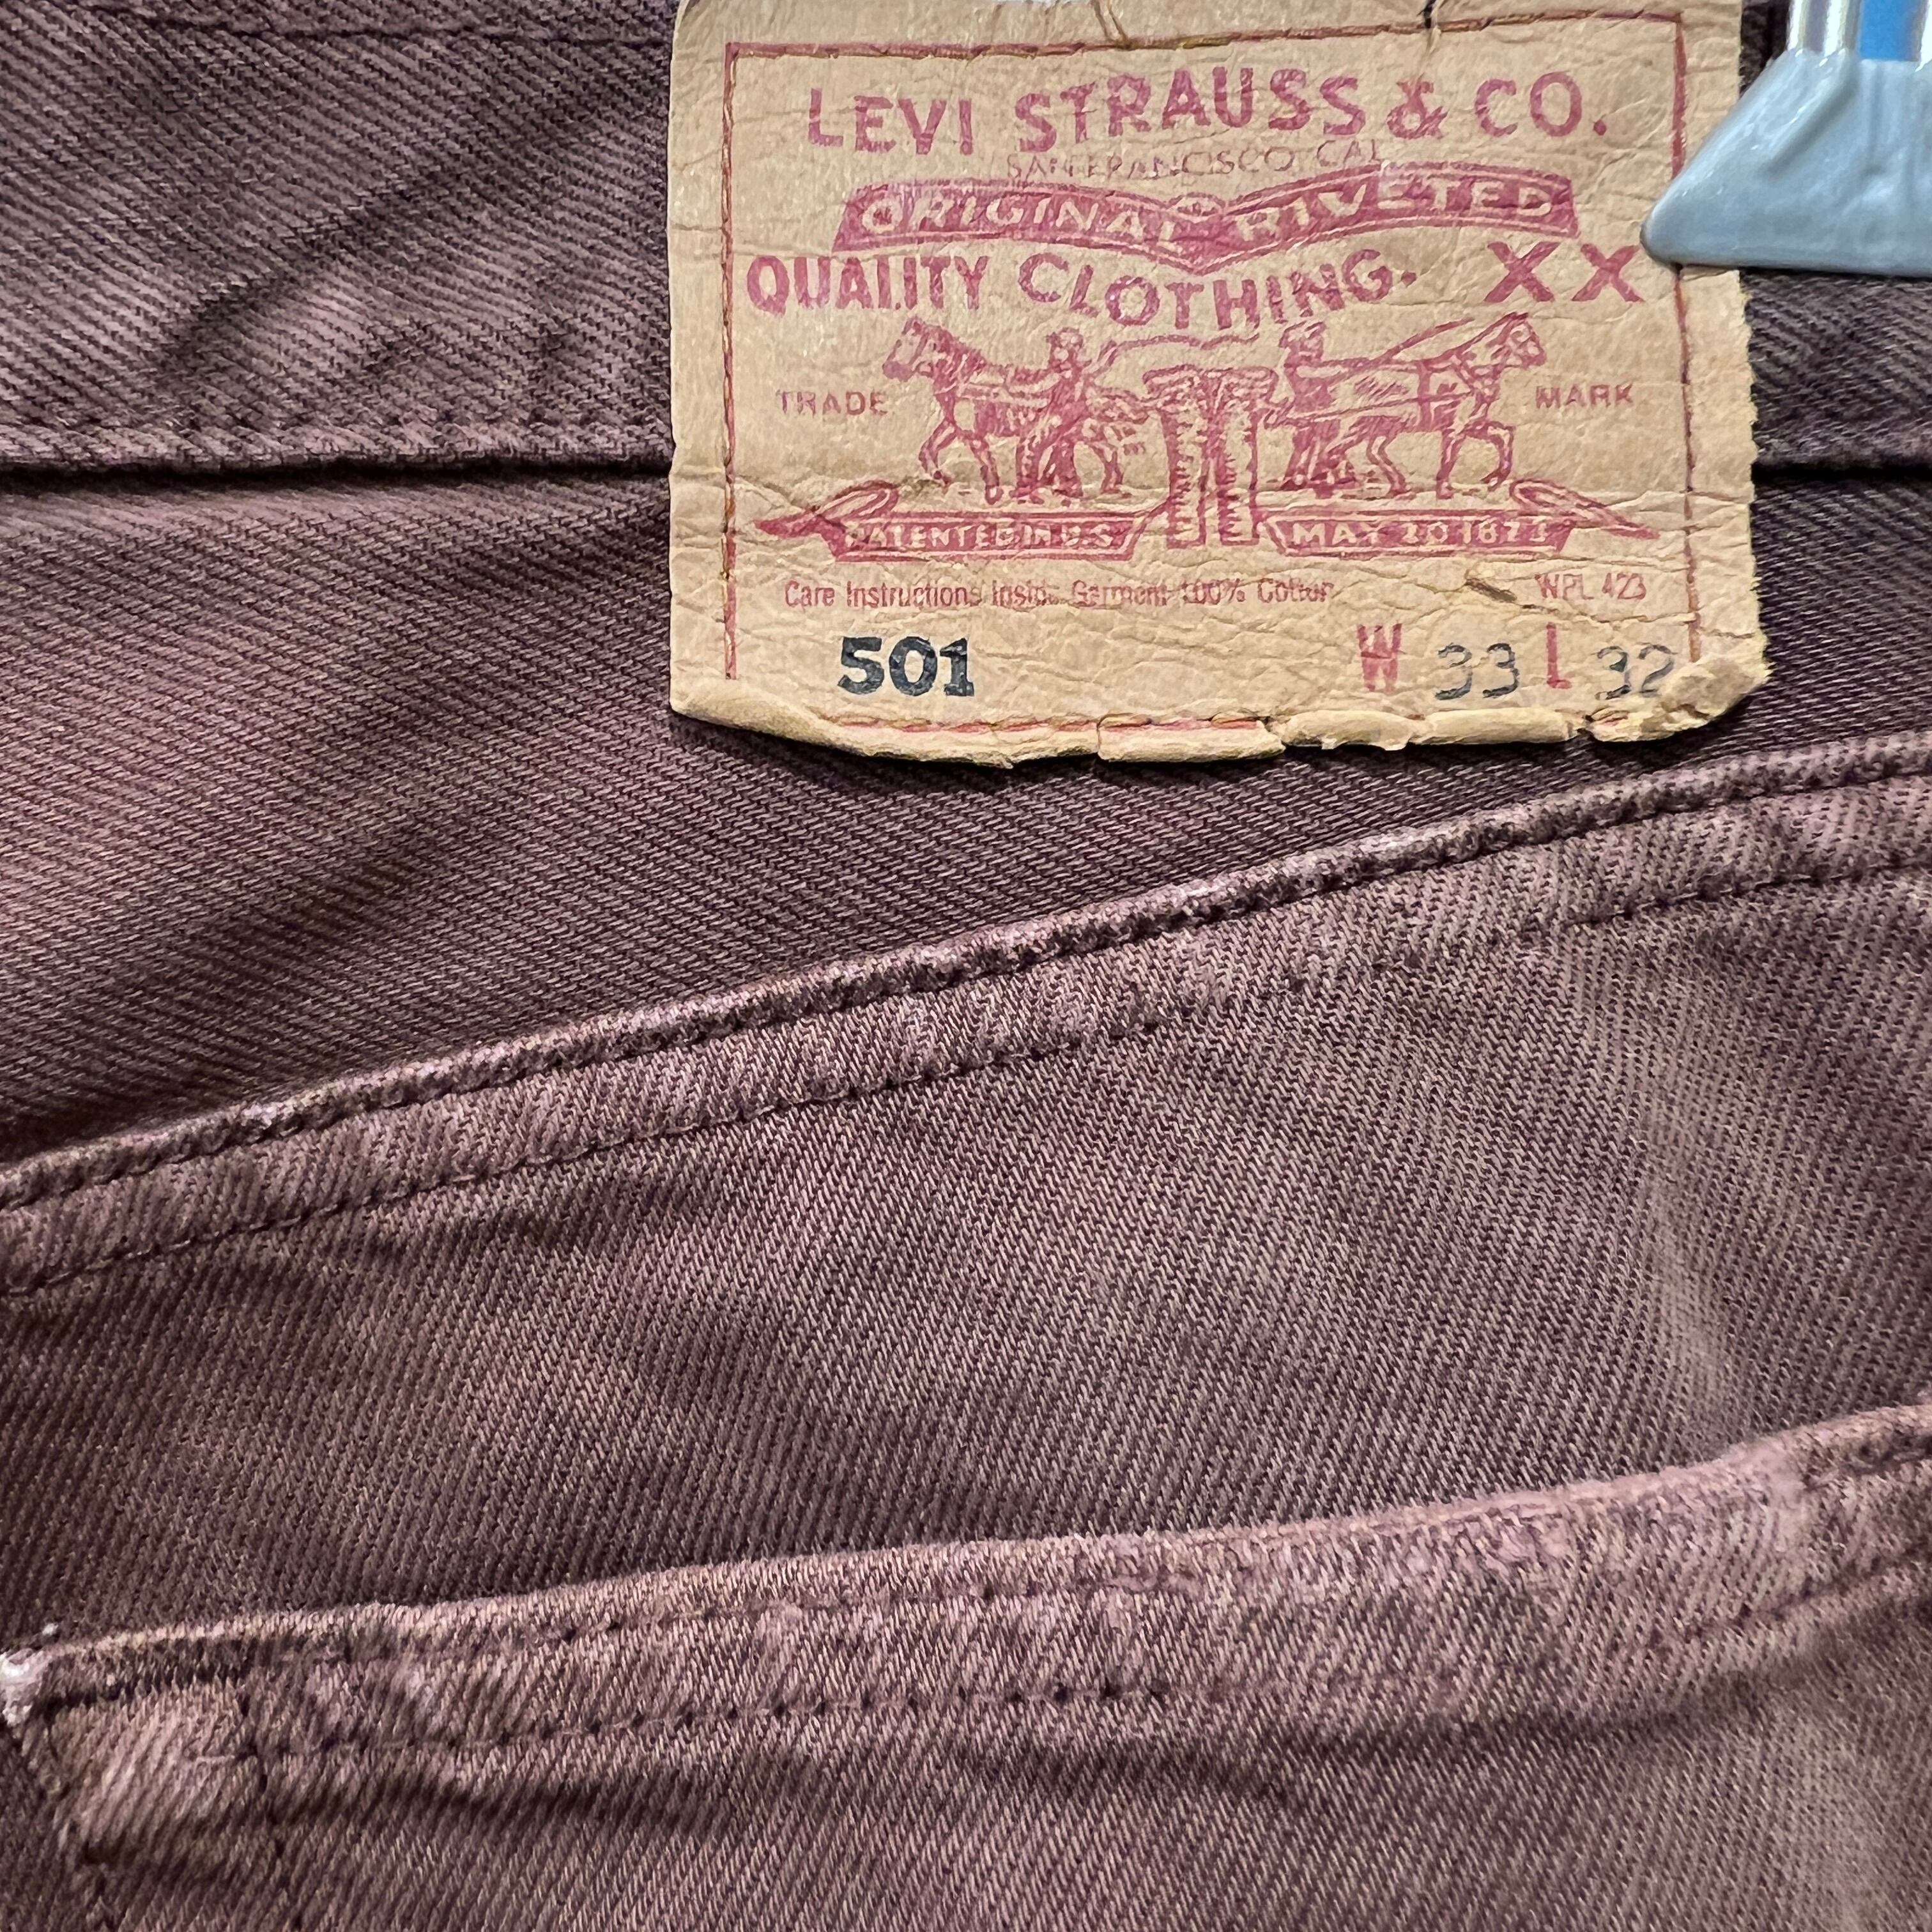 LEVI STRAUSS & CO.
SAN FRANCISCO CAL
ORIGINAL RIVETED
QUALITY CLOTHING. XX
TRADE MARK
PATENTED IN U.S. MAY 20 1873
Care Instructions Inside Garment 100% Cotton WPL 423
501 W 33 L 32